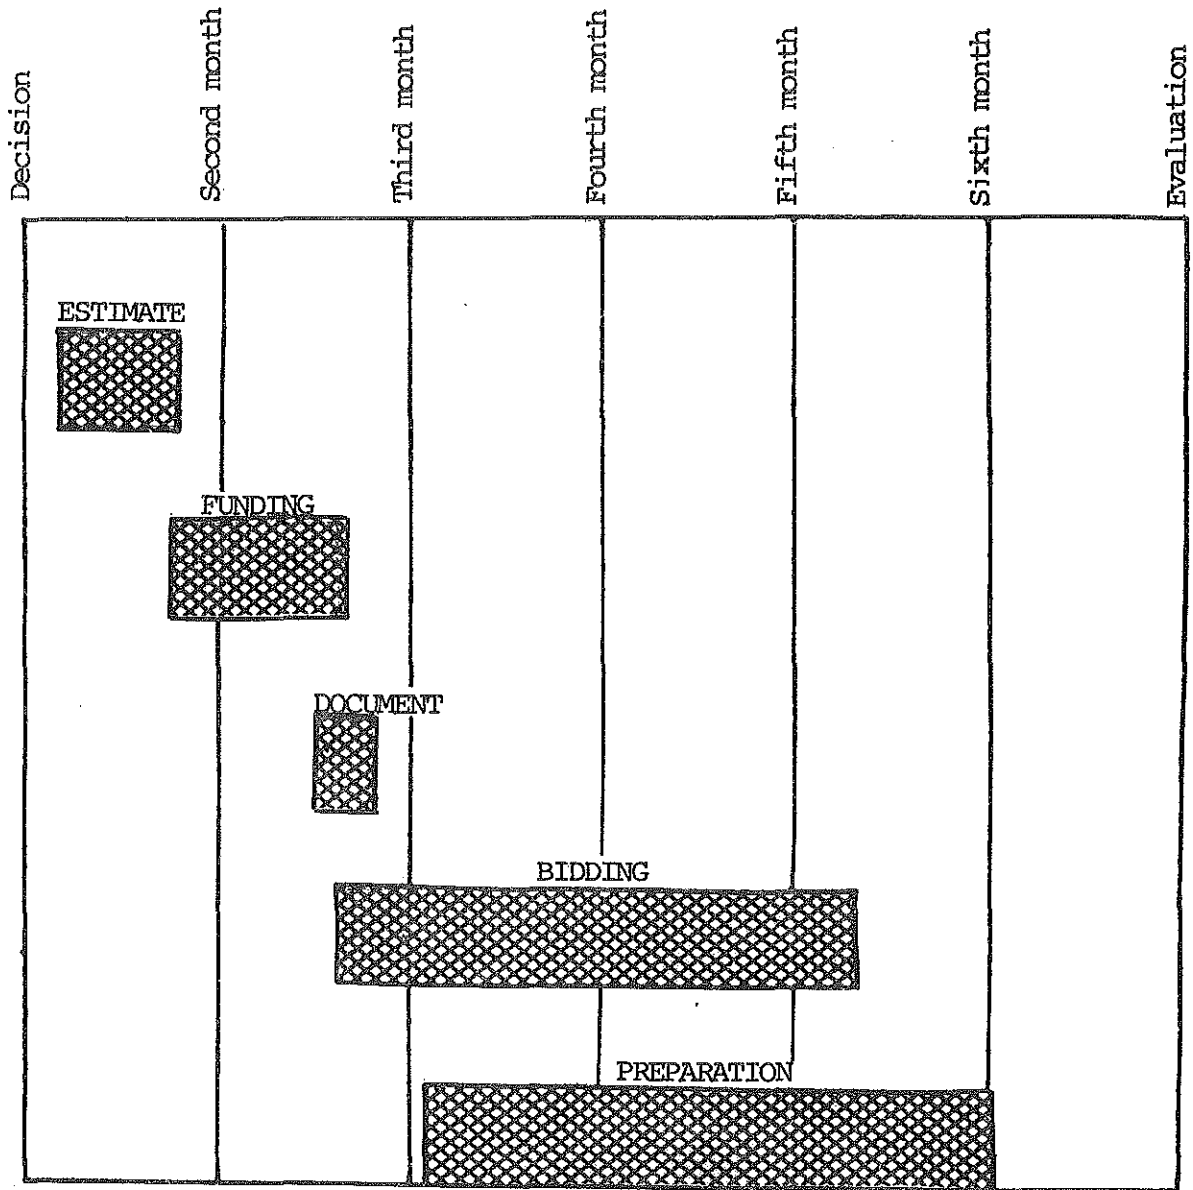 Decision
Second month
Third month
Fourth month
Fifth month
Sixth month
Evaluation
ESTIMATE
FUNDING
DOCUMENT
BIDDING
PREPARATION